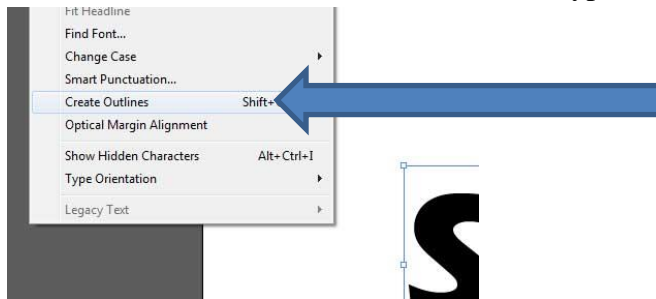 Fit Headline
Find Font...
Change Case
Smart Punctuation...
Create Outlines Shift+
Optical Margin Alignment
Show Hidden Characters Alt+Ctrl+I
Type Orientation
Legacy Text
S